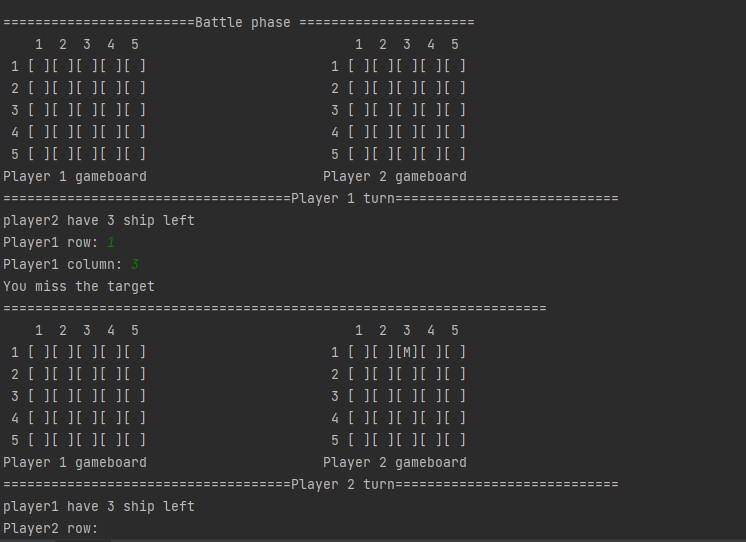 ========================Battle phase ======================
    1  2  3  4  5                           1  2  3  4  5
 1 [ ][ ][ ][ ][ ]                       1 [ ][ ][ ][ ][ ]
 2 [ ][ ][ ][ ][ ]                       2 [ ][ ][ ][ ][ ]
 3 [ ][ ][ ][ ][ ]                       3 [ ][ ][ ][ ][ ]
 4 [ ][ ][ ][ ][ ]                       4 [ ][ ][ ][ ][ ]
 5 [ ][ ][ ][ ][ ]                       5 [ ][ ][ ][ ][ ]
Player 1 gameboard                      Player 2 gameboard
====================================Player 1 turn============================
player2 have 3 ship left
Player1 row: 1
Player1 column: 3
You miss the target
====================================================================
    1  2  3  4  5                           1  2  3  4  5
 1 [ ][ ][ ][ ][ ]                       1 [ ][ ][M][ ][ ]
 2 [ ][ ][ ][ ][ ]                       2 [ ][ ][ ][ ][ ]
 3 [ ][ ][ ][ ][ ]                       3 [ ][ ][ ][ ][ ]
 4 [ ][ ][ ][ ][ ]                       4 [ ][ ][ ][ ][ ]
 5 [ ][ ][ ][ ][ ]                       5 [ ][ ][ ][ ][ ]
Player 1 gameboard                      Player 2 gameboard
====================================Player 2 turn============================
player1 have 3 ship left
Player2 row: